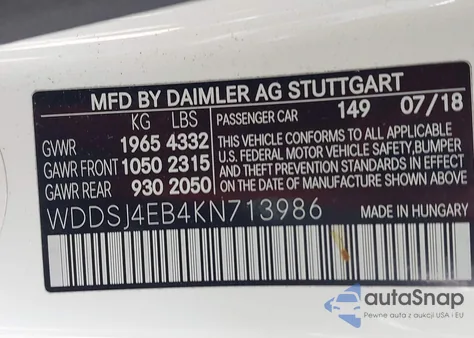 MFD BY DAIMLER AG STUTTGART
KG LBS PASSENGER CAR 149 07/18
GVWR 1965 4332
GAWR FRONT 1050 2315
GAWR REAR 930 2050
THIS VEHICLE CONFORMS TO ALL APPLICABLE
U.S. FEDERAL MOTOR VEHICLE SAFETY, BUMPER
AND THEFT PREVENTION STANDARDS IN EFFECT
ON THE DATE OF MANUFACTURE SHOWN ABOVE.
WDDSJ4EB4KN713986 MADE IN HUNGARY
autoSnap
Pewne auta z aukcji USA i EU